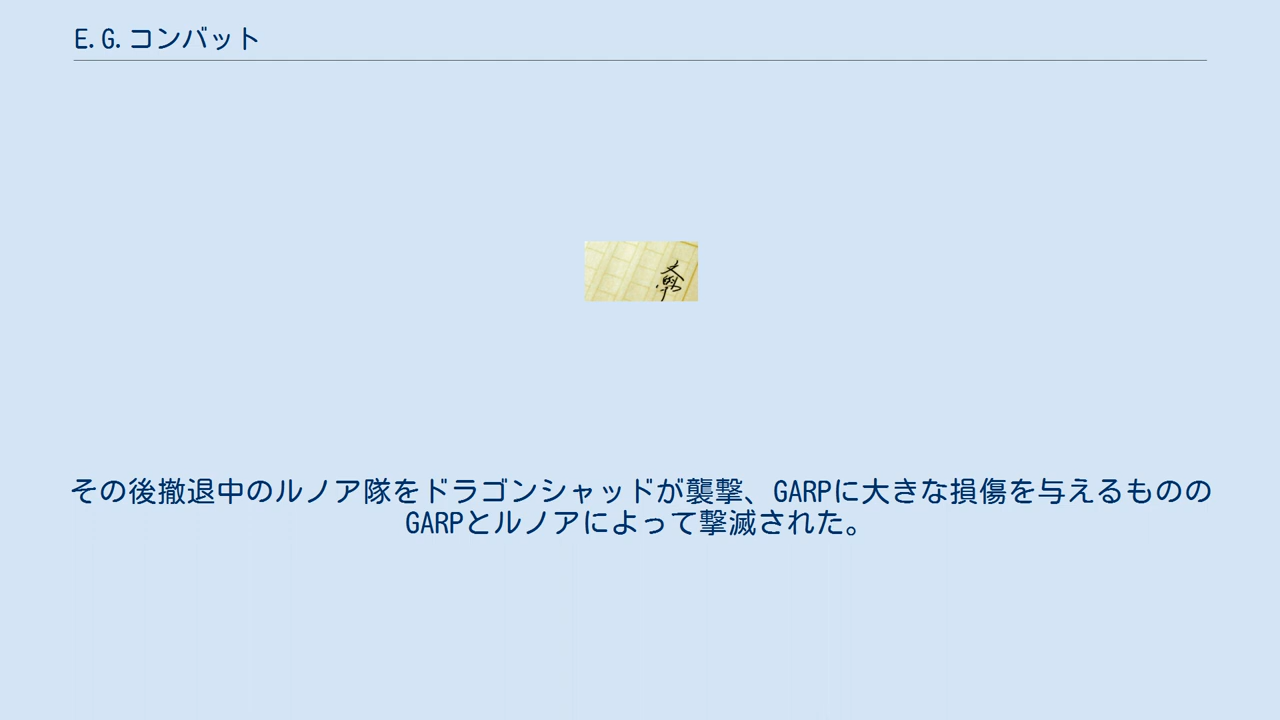 E.G.コンバット
その後撤退中のルノア隊をドラゴンシャッドが襲撃、GARPに大きな損傷を与えるものの
GARPとルノアによって撃滅された。